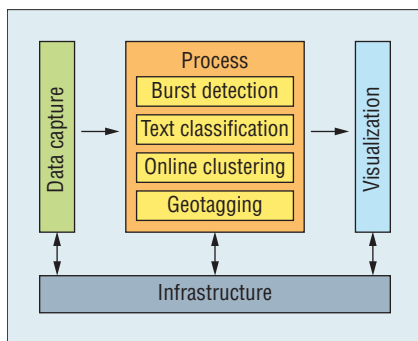 Data capture
Process
Burst detection
Text classification
Online clustering
Geotagging
Visualization
Infrastructure